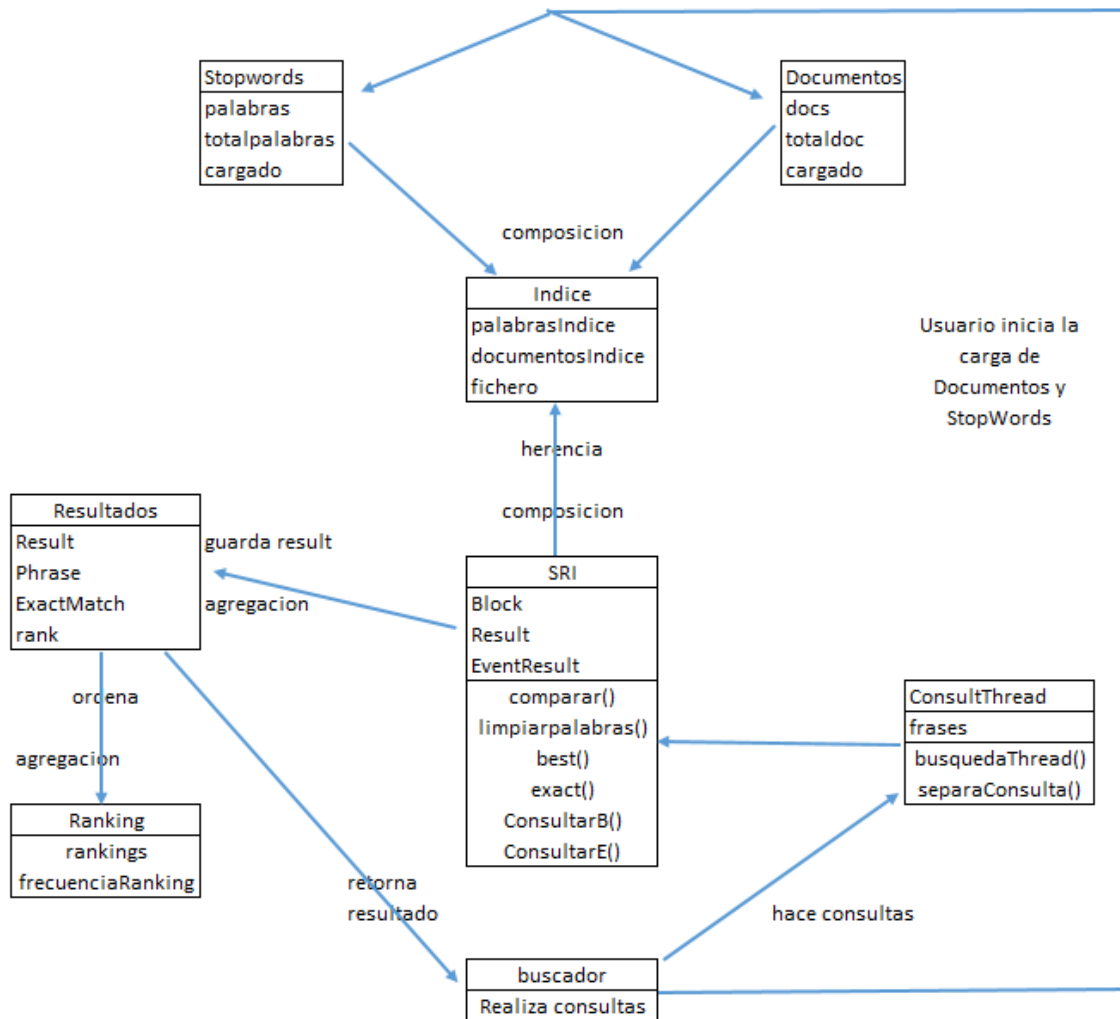 Stopwords
palabras
totalpalabras
cargado
Documentos
docs
totaldoc
cargado
composicion
Indice
palabrasIndice
documentosIndice
fichero
Usuario inicia la
carga de
Documentos y
StopWords
herencia
composicion
Resultados
Result
Phrase
ExactMatch
rank
guarda result
agregacion
SRI
Block
Result
EventResult
comparar()
limpiarpalabras()
best()
exact()
ConsultarB()
ConsultarE()
ConsultThread
frases
busquedaThread()
separaConsulta()
ordena
agregacion
Ranking
rankings
frecuenciaRanking
retorna
resultado
hace consultas
buscador
Realiza consultas